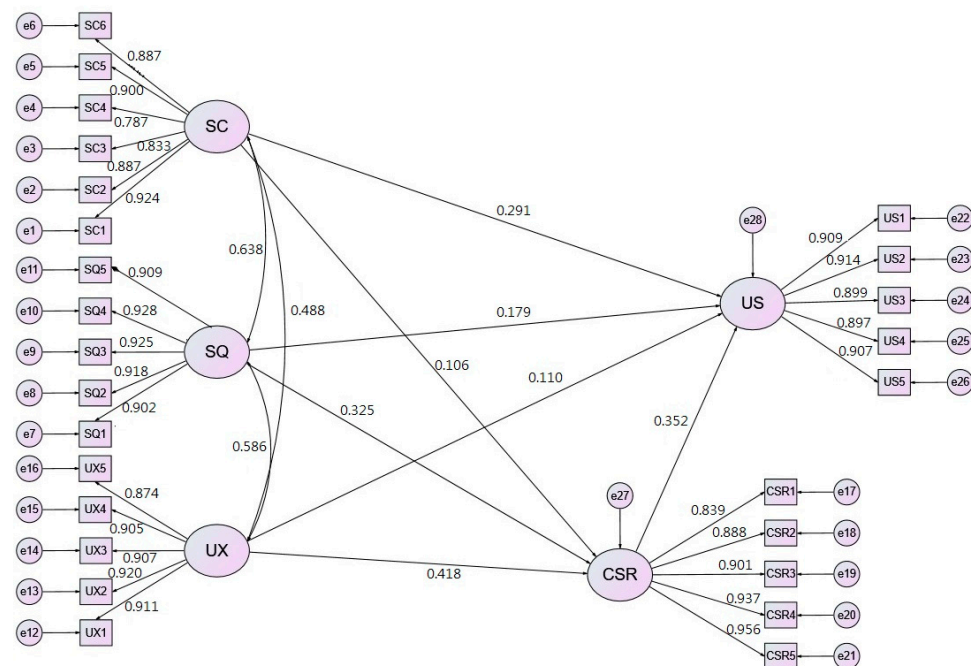 e6 SC6
0.887
e5 SC5
0.900
e4 SC4
0.787
SC
e3 SC3
0.833
e2 SC2
0.887
0.924
e1 SC1
0.291
e28
US1 e22
0.909
US2 e23
0.914
0.638
e11 SQ5
0.909
US
0.899
US3 e24
e10 SQ4
0.928
0.488
0.179
0.897
US4 e25
0.925
e9 SQ3
SQ
0.907
US5 e26
0.106
0.110
0.918
e8 SQ2
0.902
0.325
0.352
e7 SQ1
0.586
e16 UX5
0.874
e27
CSR1 e17
0.839
e15 UX4
0.905
CSR2 e18
0.888
e14 UX3
UX
0.907
0.418
CSR
0.901
CSR3 e19
0.920
e13 UX2
0.937
0.911
CSR4 e20
0.956
e12 UX1
CSR5 e21